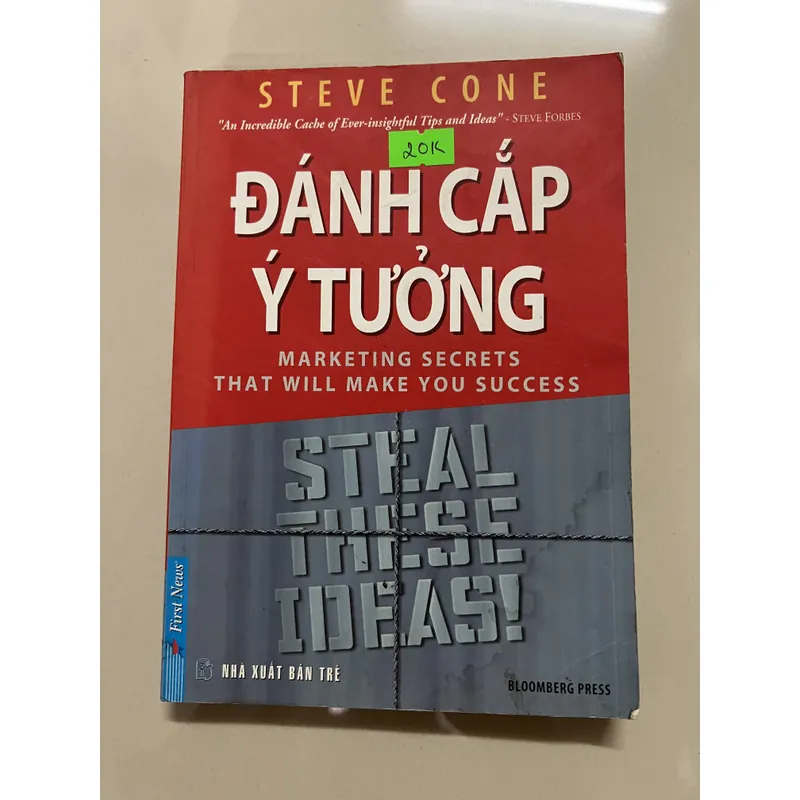 STEVE CONE
"An Incredible Cache of Ever-insightful Tips and Ideas" - STEVE FORBES
20K
ĐÁNH CẮP
Ý TƯỞNG
MARKETING SECRETS
THAT WILL MAKE YOU SUCCESS
STEAL
THESE
IDEAS!
First News
NHÀ XUẤT BẢN TRẺ
BLOOMBERG PRESS